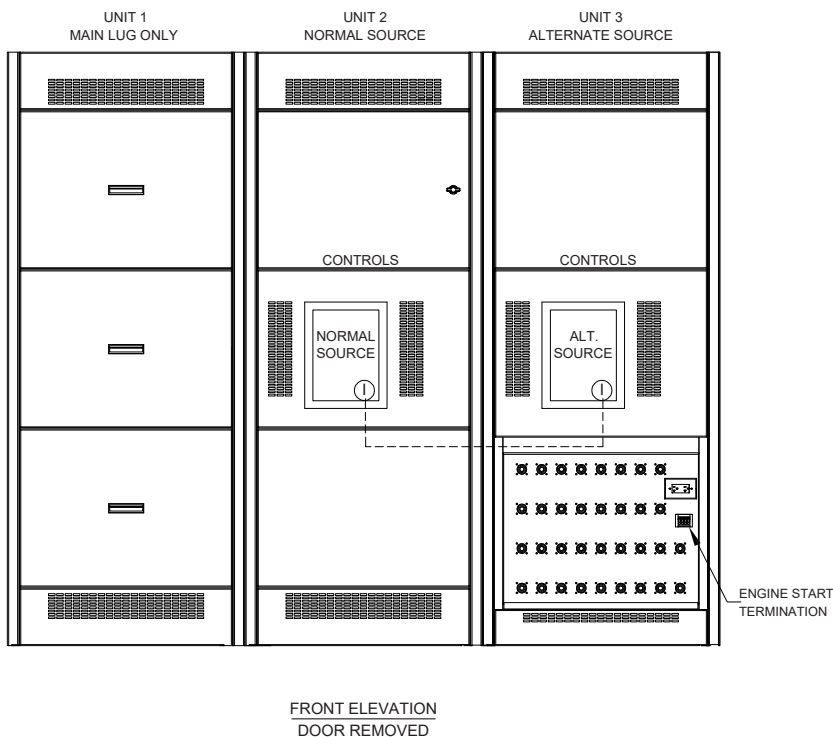 UNIT 1
MAIN LUG ONLY
UNIT 2
NORMAL SOURCE
UNIT 3
ALTERNATE SOURCE
CONTROLS
CONTROLS
NORMAL
SOURCE
ALT.
SOURCE
ENGINE START
TERMINATION
FRONT ELEVATION
DOOR REMOVED